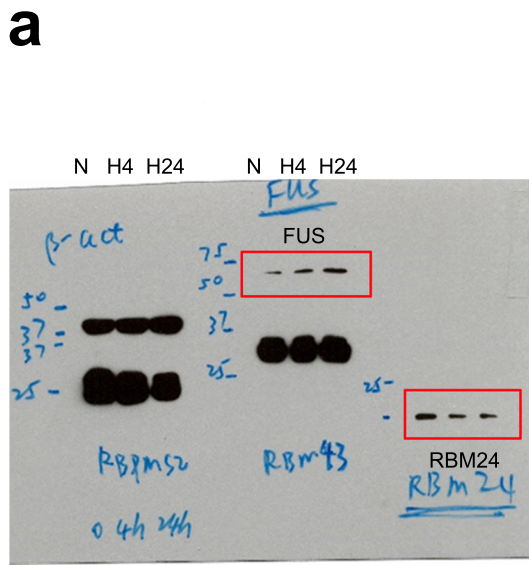 a
N H4 H24 N H4 H24
FUS
β-act
FUS
75
50
50
37
37
37
25
25
25
RBM24
RBPMS2
RBM43
RBM24
0 4h 24h